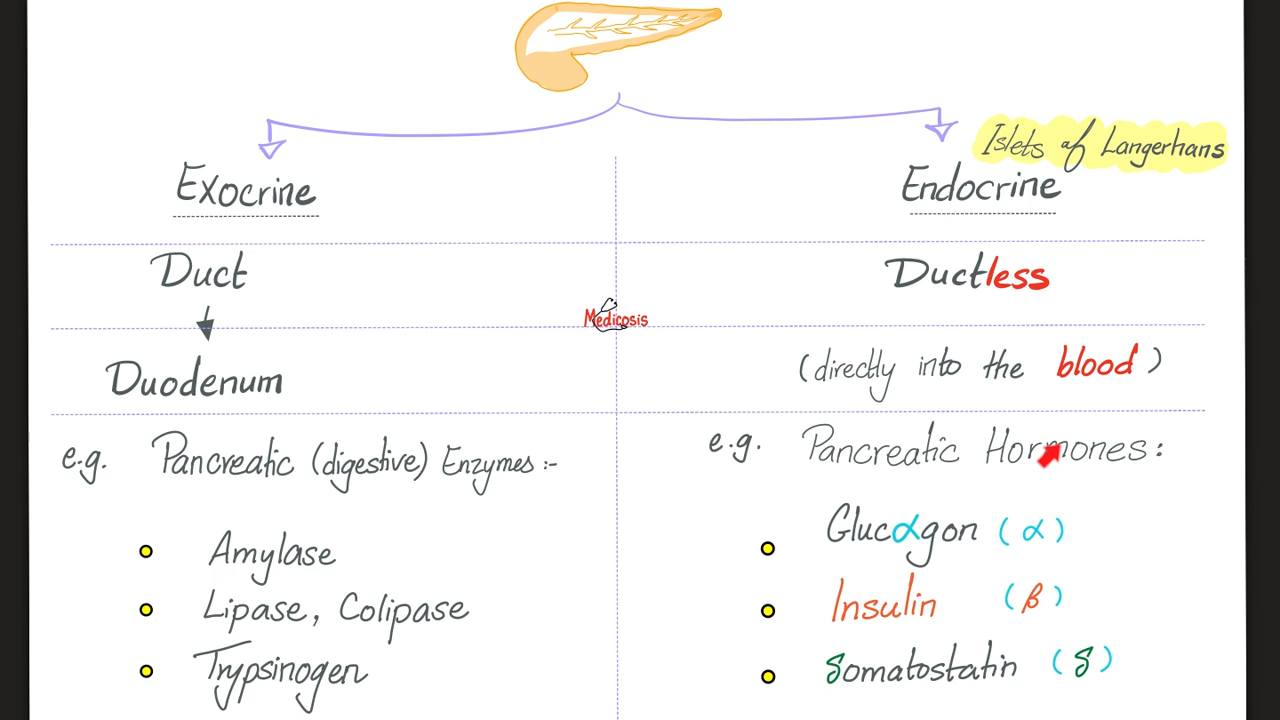 Islets of Langerhans
Exocrine
Endocrine
Duct
Ductless
Medicosis
Duodenum
(directly into the blood)
e.g. Pancreatic (digestive) Enzymes :-
e.g. Pancreatic Hormones :
Amylase
Glucαgon (α)
Lipase, Colipase
Insulin (β)
Trypsinogen
δomatostatin (δ)